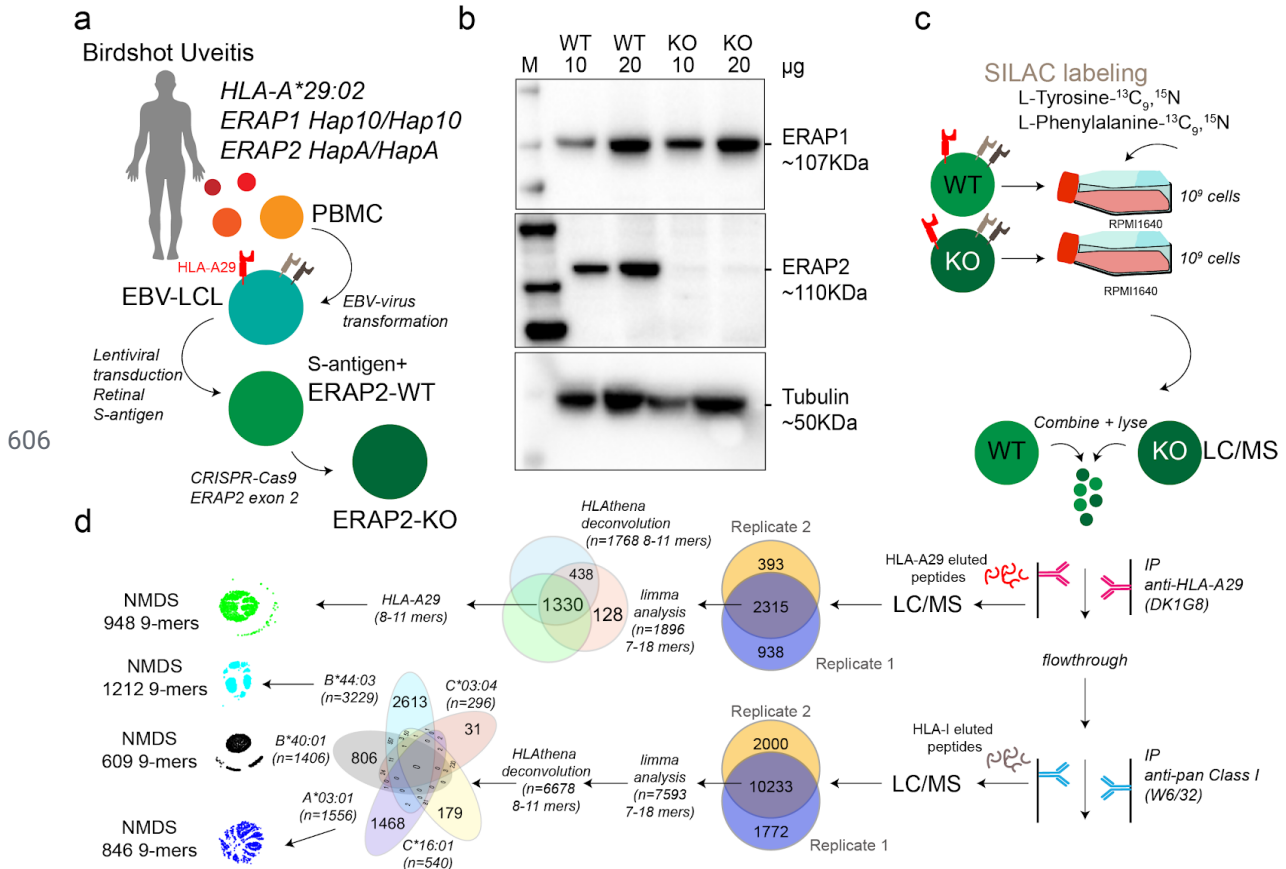 a
Birdshot Uveitis
HLA-A*29:02
ERAP1 Hap10/Hap10
ERAP2 HapA/HapA
PBMC
HLA-A29
EBV-LCL
EBV-virus
transformation
Lentiviral
transduction
Retinal
S-antigen
S-antigen+
ERAP2-WT
CRISPR-Cas9
ERAP2 exon 2
ERAP2-KO
606
b
WT WT KO KO
M 10 20 10 20 µg
ERAP1
~107KDa
ERAP2
~110KDa
Tubulin
~50KDa
c
SILAC labeling
L-Tyrosine-¹³C₉,¹⁵N
L-Phenylalanine-¹³C₉,¹⁵N
WT
10⁹ cells
RPMI1640
KO
10⁹ cells
RPMI1640
Combine + lyse
WT
KO
LC/MS
d
HLAthena
deconvolution
(n=1768 8-11 mers)
438
1330
128
limma
analysis
(n=1896
7-18 mers)
Replicate 2
393
2315
938
Replicate 1
HLA-A29 eluted
peptides
LC/MS
IP
anti-HLA-A29
(DK1G8)
NMDS
948 9-mers
HLA-A29
(8-11 mers)
flowthrough
NMDS
1212 9-mers
B*44:03
(n=3229)
C*03:04
(n=296)
NMDS
609 9-mers
B*40:01
(n=1406)
A*03:01
(n=1556)
NMDS
846 9-mers
2613
31
806
0
1468
179
C*16:01
(n=540)
HLAthena
deconvolution
(n=6678
8-11 mers)
limma
analysis
(n=7593
7-18 mers)
Replicate 2
2000
10233
1772
Replicate 1
HLA-I eluted
peptides
LC/MS
IP
anti-pan Class I
(W6/32)